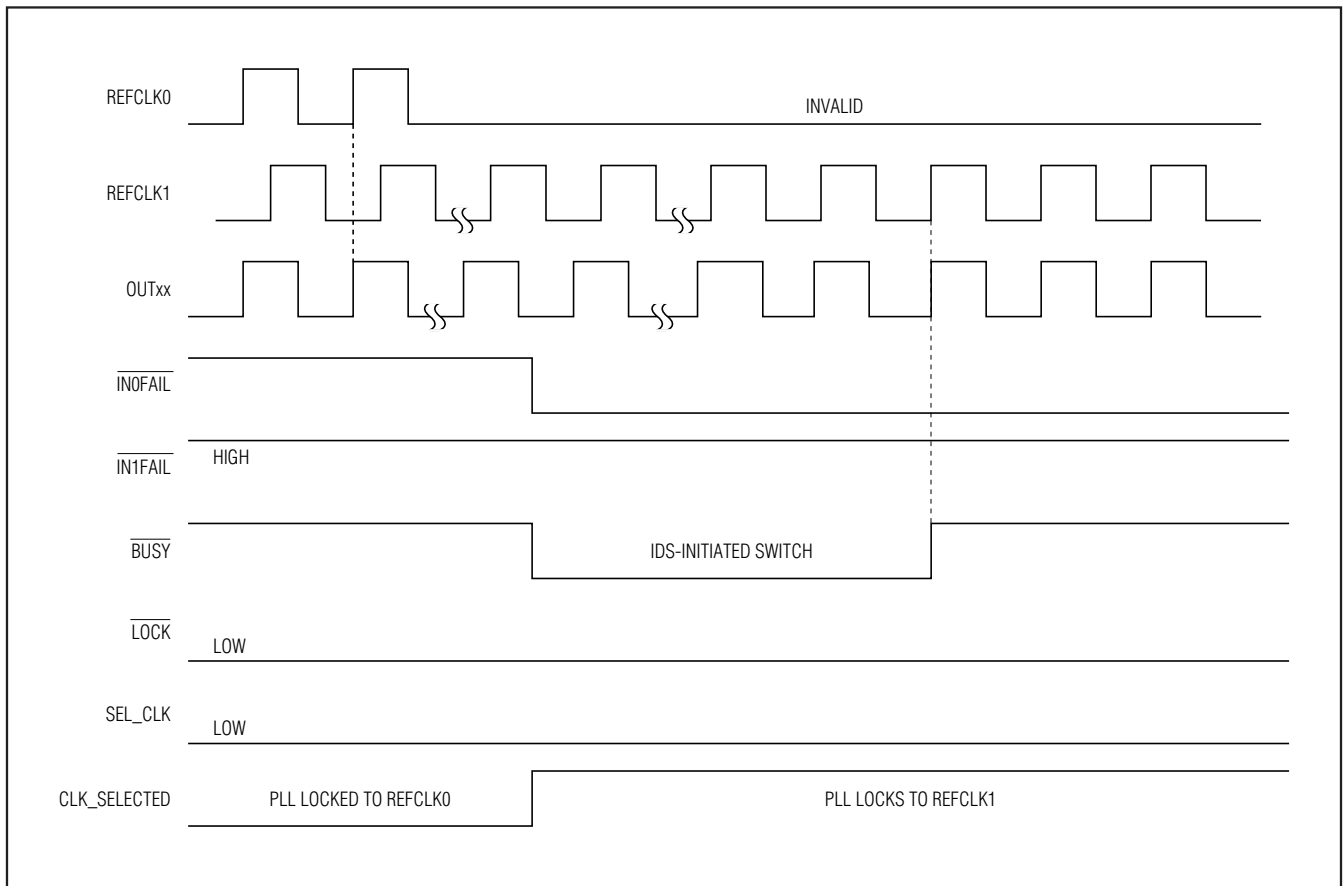 REFCLK0
INVALID
REFCLK1
OUTxx
IN0FAIL
IN1FAIL
HIGH
BUSY
IDS-INITIATED SWITCH
LOCK
LOW
SEL_CLK
LOW
CLK_SELECTED
PLL LOCKED TO REFCLK0
PLL LOCKS TO REFCLK1